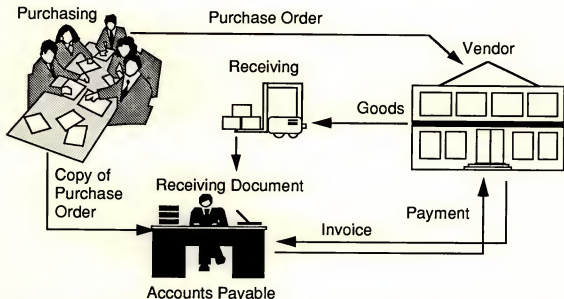 Purchasing
Purchase Order
Vendor
Receiving
Goods
Copy of
Purchase
Order
Receiving Document
Payment
Invoice
Accounts Payable